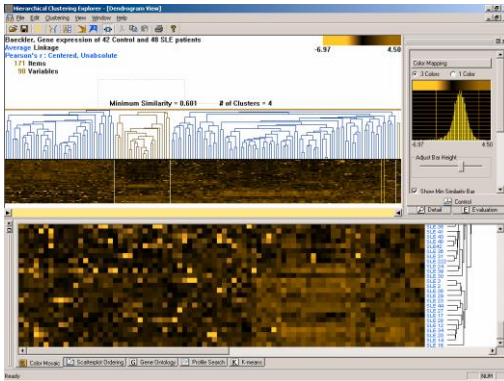 Hierarchical Clustering Explorer - [Dendrogram View]
File Edit Clustering View Window Help
Baeckler, Gene expression of 42 Control and 48 SLE patients
Average Linkage
Pearson's r : Centered, Unabsolute
171 Items
90 Variables
-6.97 4.50
Minimum Similarity = 0.601 # of Clusters = 4
Color Mapping
3 Colors 1 Color
-6.97 4.50
Adjust Bar Height
Show Min Similarity Bar
Control
Detail Evaluation
Color Mosaic Scatterplot Ordering Gene Ontology Profile Search K-means
Ready NUM